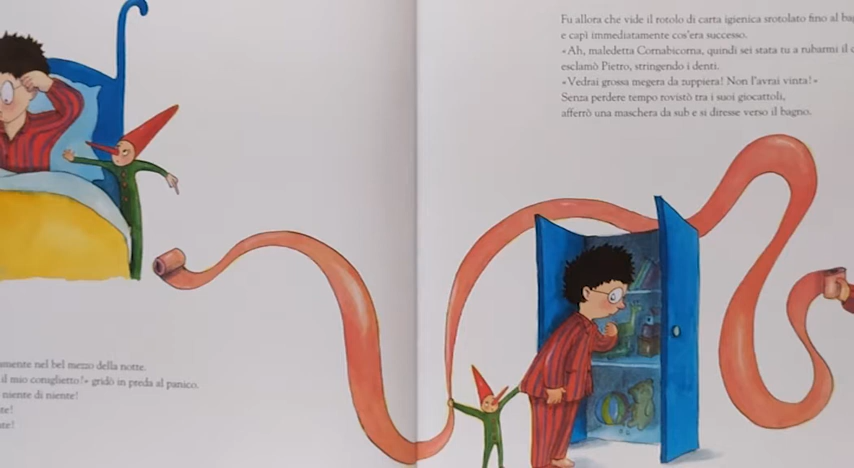 mente nel bel mezzo della notte.
il mio coniglietto!» gridò in preda al panico.
niente di niente!
Fu allora che vide il rotolo di carta igienica srotolato fino al
e capì immediatamente cos'era successo.
«Ah, maledetta Cornabicorna, quindi sei stata tu a rubarmi il
esclamò Pietro, stringendo i denti.
«Vedrai grossa megera da zuppiera! Non l'avrai vinta!»
Senza perdere tempo rovistò tra i suoi giocattoli,
afferrò una maschera da sub e si diresse verso il bagno.